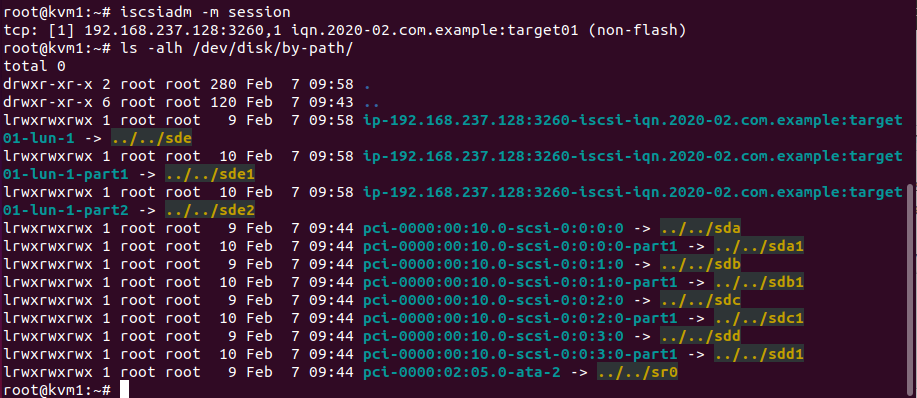 root@kvm1:~# iscsiadm -m session
tcp: [1] 192.168.237.128:3260,1 iqn.2020-02.com.example:target01 (non-flash)
root@kvm1:~# ls -alh /dev/disk/by-path/
total 0
drwxr-xr-x 2 root root 280 Feb  7 09:58 .
drwxr-xr-x 6 root root 120 Feb  7 09:43 ..
lrwxrwxrwx 1 root root   9 Feb  7 09:58 ip-192.168.237.128:3260-iscsi-iqn.2020-02.com.example:target
01-lun-1 -> ../../sde
lrwxrwxrwx 1 root root  10 Feb  7 09:58 ip-192.168.237.128:3260-iscsi-iqn.2020-02.com.example:target
01-lun-1-part1 -> ../../sde1
lrwxrwxrwx 1 root root  10 Feb  7 09:58 ip-192.168.237.128:3260-iscsi-iqn.2020-02.com.example:target
01-lun-1-part2 -> ../../sde2
lrwxrwxrwx 1 root root   9 Feb  7 09:44 pci-0000:00:10.0-scsi-0:0:0:0 -> ../../sda
lrwxrwxrwx 1 root root  10 Feb  7 09:44 pci-0000:00:10.0-scsi-0:0:0:0-part1 -> ../../sda1
lrwxrwxrwx 1 root root   9 Feb  7 09:44 pci-0000:00:10.0-scsi-0:0:1:0 -> ../../sdb
lrwxrwxrwx 1 root root  10 Feb  7 09:44 pci-0000:00:10.0-scsi-0:0:1:0-part1 -> ../../sdb1
lrwxrwxrwx 1 root root   9 Feb  7 09:44 pci-0000:00:10.0-scsi-0:0:2:0 -> ../../sdc
lrwxrwxrwx 1 root root  10 Feb  7 09:44 pci-0000:00:10.0-scsi-0:0:2:0-part1 -> ../../sdc1
lrwxrwxrwx 1 root root   9 Feb  7 09:44 pci-0000:00:10.0-scsi-0:0:3:0 -> ../../sdd
lrwxrwxrwx 1 root root  10 Feb  7 09:44 pci-0000:00:10.0-scsi-0:0:3:0-part1 -> ../../sdd1
lrwxrwxrwx 1 root root   9 Feb  7 09:44 pci-0000:02:05.0-ata-2 -> ../../sr0
root@kvm1:~#